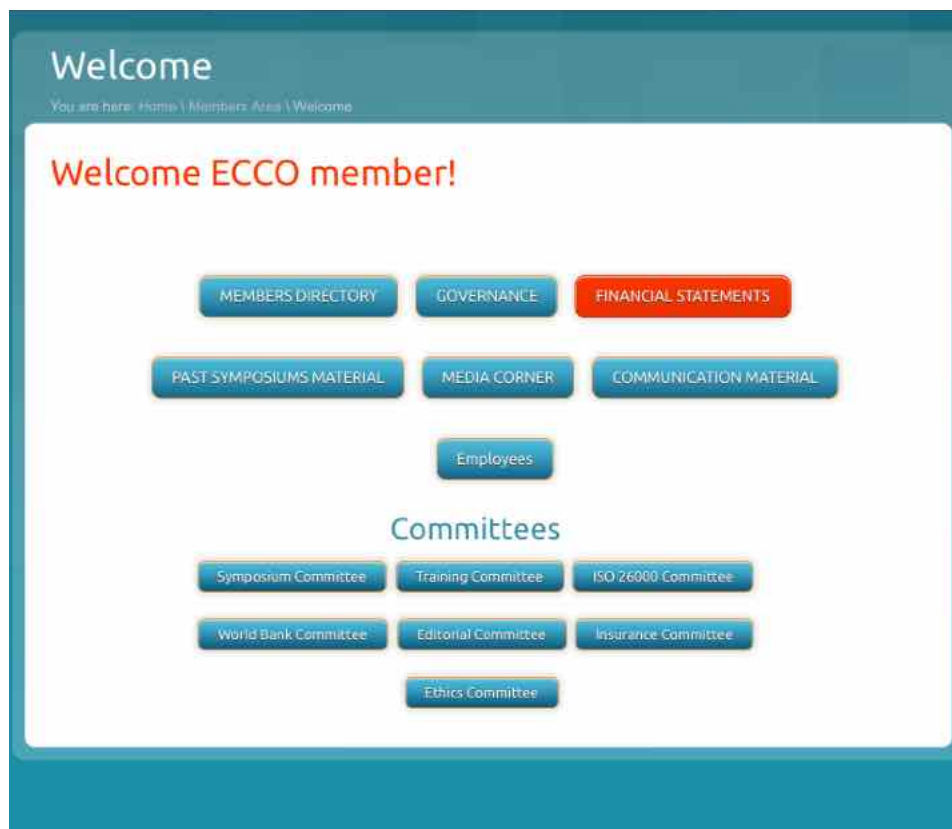 Welcome
You are here: Home \ Members Area \ Welcome
Welcome ECCO member!
MEMBERS DIRECTORY GOVERNANCE FINANCIAL STATEMENTS
PAST SYMPOSIUMS MATERIAL MEDIA CORNER COMMUNICATION MATERIAL
Employees
Committees
Symposium Committee Training Committee ISO 26000 Committee
World Bank Committee Editorial Committee Insurance Committee
Ethics Committee